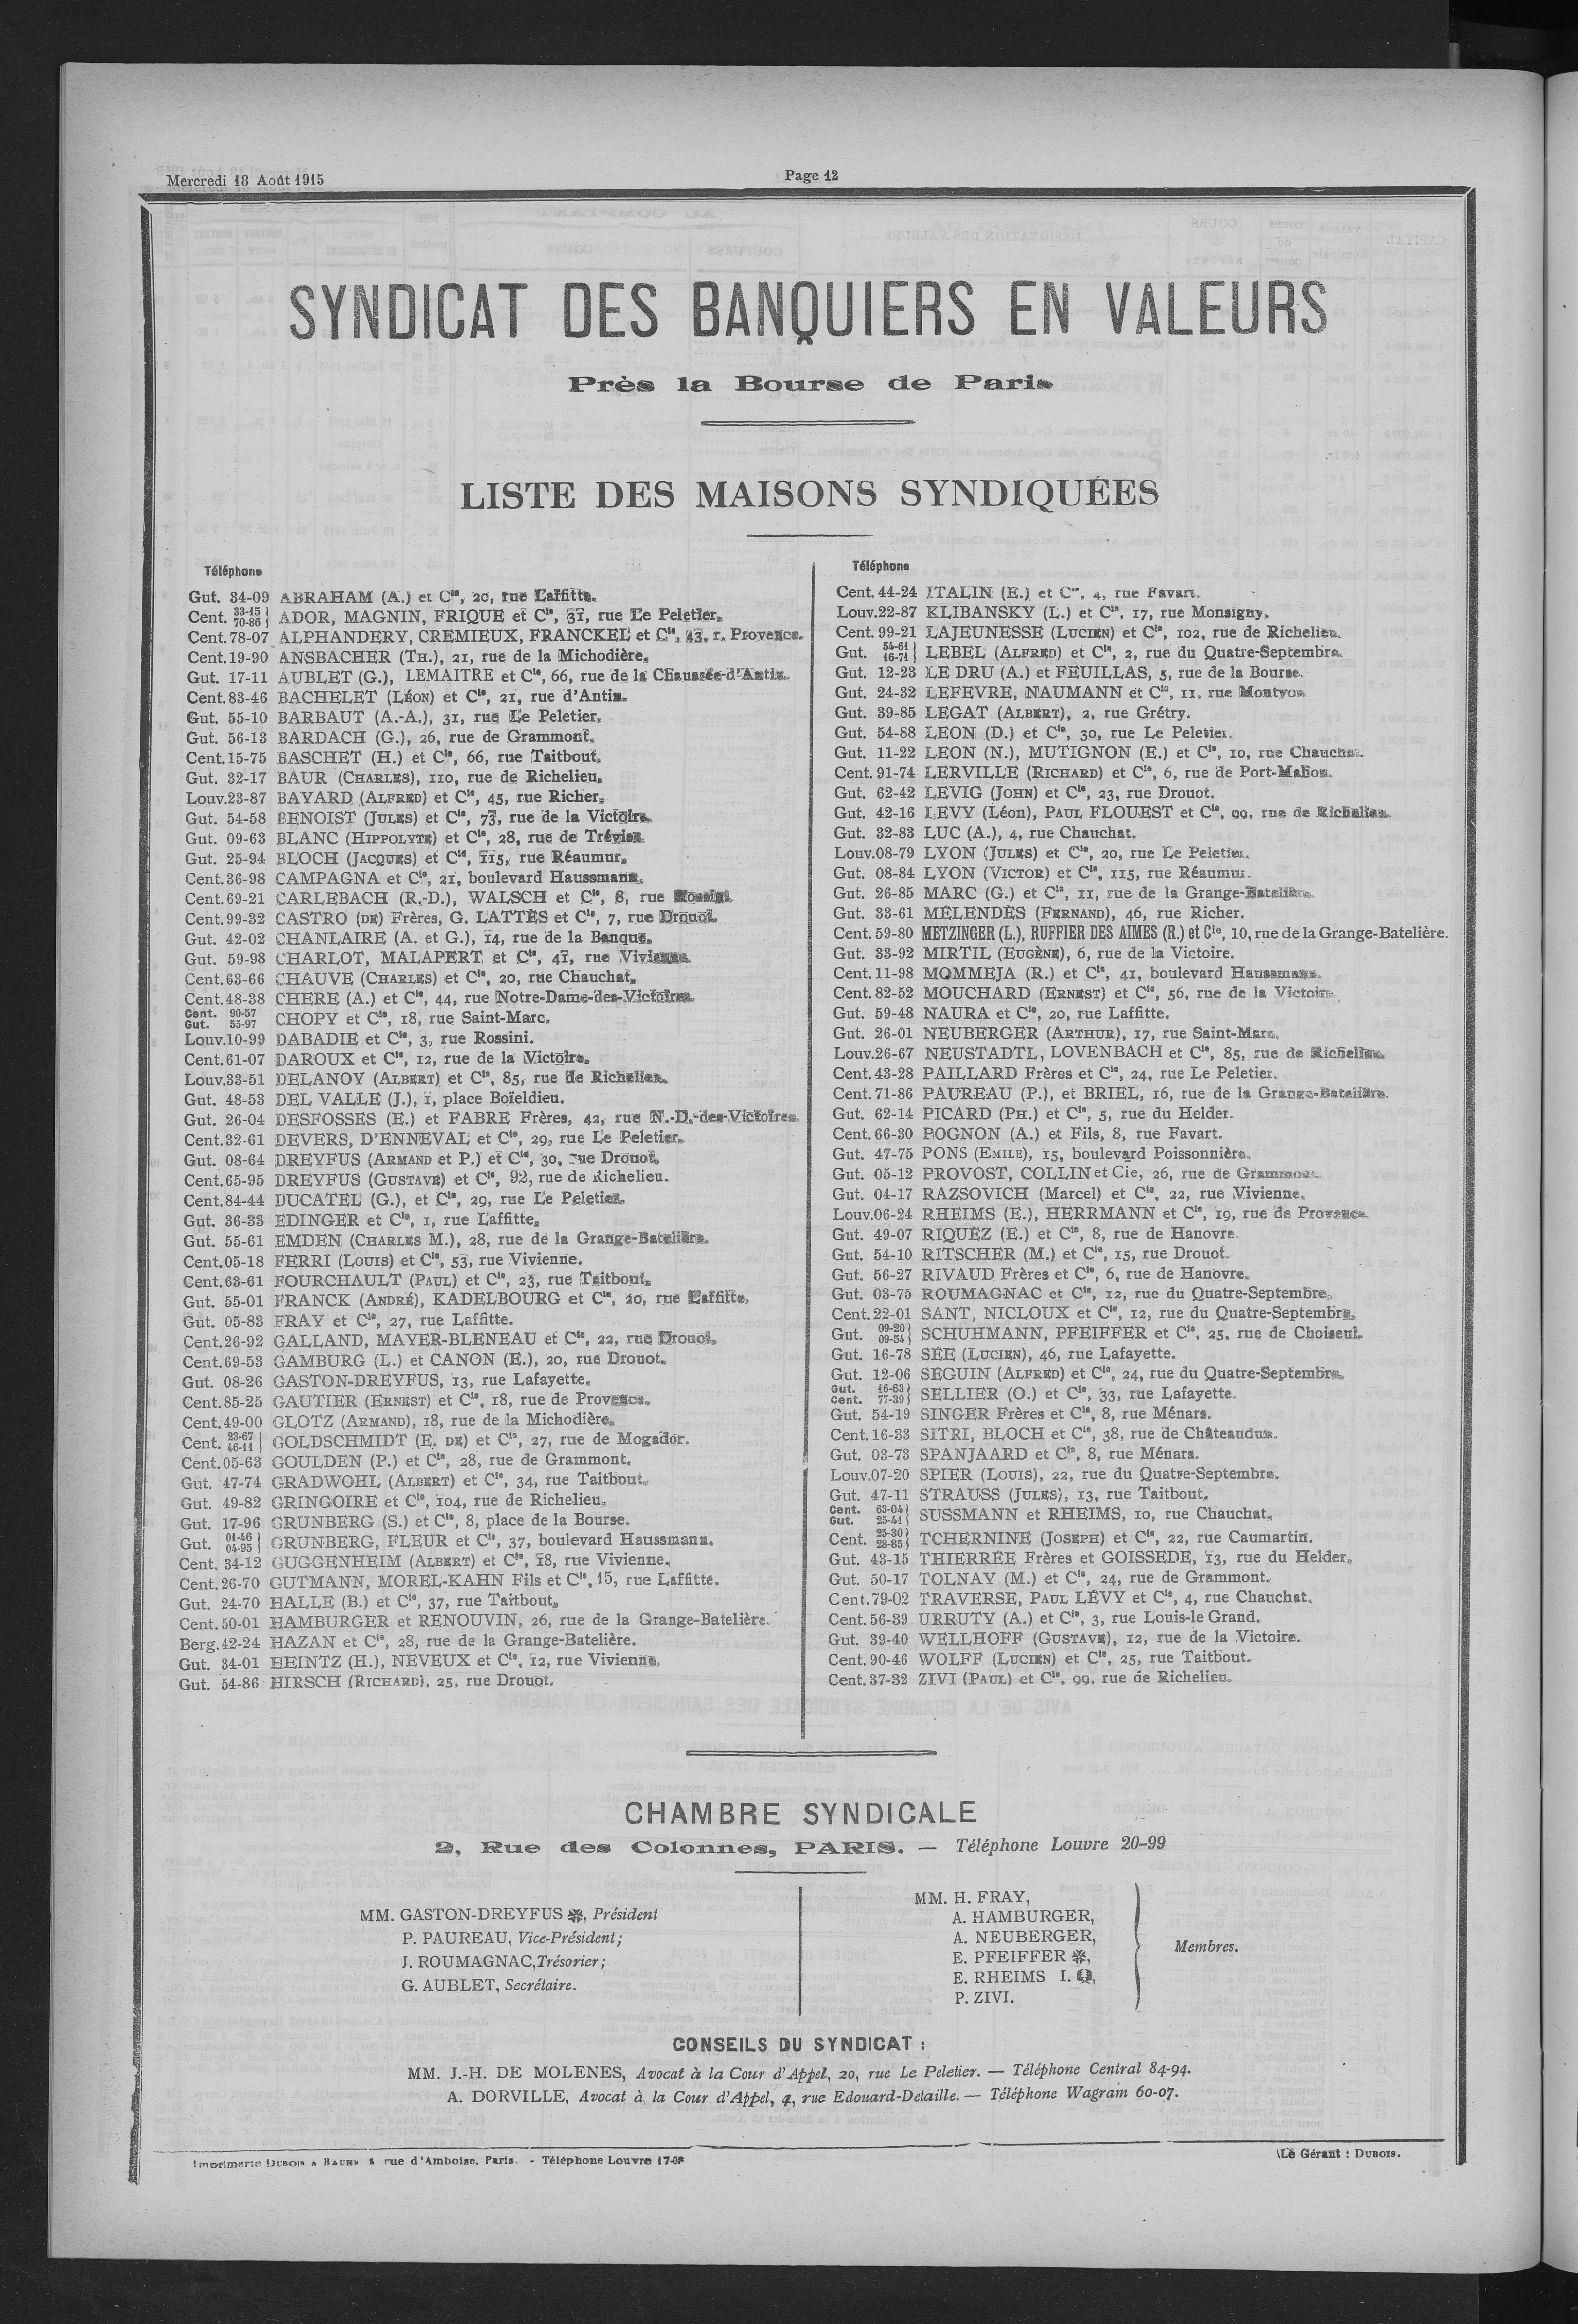 Mercredi 18 Août 1915
Page 12
SYNDICAT DES BANQUIERS EN VALEURS
Près la Bourse de Paris
LISTE DES MAISONS SYNDIQUÉES
Téléphone
Gut. 34-09 ABRAHAM (A.) et Cie, 20, rue Laffitte.
Cent. 33-15 70-86 } ADOR, MAGNIN, FRIQUE et Cie, 31, rue Le Peletier.
Cent. 78-07 ALPHANDERY, CREMIEUX, FRANCKEL et Cie, 43, r. Provence.
Cent. 19-90 ANSBACHER (TH.), 21, rue de la Michodière.
Gut. 17-11 AUBLET (G.), LEMAITRE et Cie, 66, rue de la Chaussée-d'Antin.
Cent. 83-46 BACHELET (LÉON) et Cie, 21, rue d'Antin.
Gut. 55-10 BARBAUT (A.-A.), 31, rue Le Peletier.
Gut. 56-13 BARDACH (G.), 26, rue de Grammont.
Cent. 15-75 BASCHET (H.) et Cie, 66, rue Taitbout.
Gut. 32-17 BAUR (CHARLES), 110, rue de Richelieu.
Louv. 23-87 BAYARD (ALFRED) et Cie, 45, rue Richer.
Gut. 54-58 BENOIST (JULES) et Cie, 73, rue de la Victoire.
Gut. 09-63 BLANC (HIPPOLYTE) et Cie, 28, rue de Trévise.
Gut. 25-94 BLOCH (JACQUES) et Cie, 115, rue Réaumur.
Cent. 36-98 CAMPAGNA et Cie, 21, boulevard Haussmann.
Cent. 69-21 CARLEBACH (R.-D.), WALSCH et Cie, 8, rue Rossini.
Cent. 99-32 CASTRO (DE) Frères, G. LATTÈS et Cie, 7, rue Drouot.
Gut. 42-02 CHANLAIRE (A. et G.), 14, rue de la Banque.
Gut. 59-98 CHARLOT, MALAPERT et Cie, 41, rue Vivienne.
Cent. 63-66 CHAUVE (CHARLES) et Cie, 20, rue Chauchat.
Cent. 48-38 CHERE (A.) et Cie, 44, rue Notre-Dame-des-Victoires.
Cent. 90-57 Gut. 55-97 CHOPY et Cie, 18, rue Saint-Marc.
Louv. 10-99 DABADIE et Cie, 3, rue Rossini.
Cent. 61-07 DAROUX et Cie, 12, rue de la Victoire.
Louv. 33-51 DELANOY (ALBERT) et Cie, 85, rue de Richelieu.
Gut. 48-53 DEL VALLE (J.), 1, place Boïeldieu.
Gut. 26-04 DESFOSSES (E.) et FABRE Frères, 42, rue N.-D.-des-Victoires.
Cent. 32-61 DEVERS, D'ENNEVAL et Cie, 29, rue Le Peletier.
Gut. 08-64 DREYFUS (ARMAND et P.) et Cie, 30, rue Drouot.
Cent. 65-95 DREYFUS (GUSTAVE) et Cie, 92, rue de Richelieu.
Cent. 84-44 DUCATEL (G.), et Cie, 29, rue Le Peletier.
Gut. 36-33 EDINGER et Cie, 1, rue Laffitte.
Gut. 55-61 EMDEN (CHARLES M.), 28, rue de la Grange-Batelière.
Cent. 05-18 FERRI (LOUIS) et Cie, 53, rue Vivienne.
Cent. 63-61 FOURCHAULT (PAUL) et Cie, 23, rue Taitbout.
Gut. 55-01 FRANCK (ANDRÉ), KADELBOURG et Cie, 20, rue Laffitte.
Gut. 05-83 FRAY et Cie, 27, rue Laffitte.
Cent. 26-92 GALLAND, MAYER-BLENEAU et Cie, 22, rue Drouot.
Cent. 69-53 GAMBURG (L.) et CANON (E.), 20, rue Drouot.
Gut. 08-26 GASTON-DREYFUS, 13, rue Lafayette.
Cent. 85-25 GAUTIER (ERNEST) et Cie, 18, rue de Provence.
Cent. 49-00 GLOTZ (ARMAND), 18, rue de la Michodière.
Cent. 23-67 46-11 } GOLDSCHMIDT (E. DE) et Cie, 27, rue de Mogador.
Cent. 05-63 GOULDEN (P.) et Cie, 28, rue de Grammont.
Gut. 47-74 GRADWOHL (ALBERT) et Cie, 34, rue Taitbout.
Gut. 49-82 GRINGOIRE et Cie, 104, rue de Richelieu.
Gut. 17-96 GRUNBERG (S.) et Cie, 8, place de la Bourse.
Gut. 01-46 04-95 } GRUNBERG, FLEUR et Cie, 37, boulevard Haussmann.
Cent. 34-12 GUGGENHEIM (ALBERT) et Cie, 18, rue Vivienne.
Cent. 26-70 GUTMANN, MOREL-KAHN Fils et Cie, 15, rue Laffitte.
Gut. 24-70 HALLE (B.) et Cie, 37, rue Taitbout.
Cent. 50-01 HAMBURGER et RENOUVIN, 26, rue de la Grange-Batelière.
Berg. 42-24 HAZAN et Cie, 28, rue de la Grange-Batelière.
Gut. 34-01 HEINTZ (H.), NEVEUX et Cie, 12, rue Vivienne.
Gut. 54-86 HIRSCH (RICHARD), 25, rue Drouot.
Téléphone
Cent. 44-24 ITALIN (E.) et Cie, 4, rue Favart.
Louv. 22-87 KLIBANSKY (L.) et Cie, 17, rue Monsigny.
Cent. 99-21 LAJEUNESSE (LUCIEN) et Cie, 102, rue de Richelieu.
Gut. 54-61 16-71 } LEBEL (ALFRED) et Cie, 2, rue du Quatre-Septembre.
Gut. 12-23 LE DRU (A.) et FEUILLAS, 5, rue de la Bourse.
Gut. 24-32 LEFEVRE, NAUMANN et Cie, 11, rue Montyon.
Gut. 39-85 LEGAT (ALBERT), 2, rue Grétry.
Gut. 54-88 LEON (D.) et Cie, 30, rue Le Peletier.
Gut. 11-22 LEON (N.), MUTIGNON (E.) et Cie, 10, rue Chauchat.
Cent. 91-74 LERVILLE (RICHARD) et Cie, 6, rue de Port-Mahon.
Gut. 62-42 LEVIG (JOHN) et Cie, 23, rue Drouot.
Gut. 42-16 LEVY (Léon), PAUL FLOUEST et Cie, 99, rue de Richelieu.
Gut. 32-83 LUC (A.), 4, rue Chauchat.
Louv. 08-79 LYON (JULES) et Cie, 20, rue Le Peletier.
Gut. 08-84 LYON (VICTOR) et Cie, 115, rue Réaumur.
Gut. 26-85 MARC (G.) et Cie, 11, rue de la Grange-Batelière.
Gut. 33-61 MÉLENDÈS (FERNAND), 46, rue Richer.
Cent. 59-80 METZINGER (L.), RUFFIER DES AIMES (R.) et Cie, 10, rue de la Grange-Batelière.
Gut. 33-92 MIRTIL (EUGÈNE), 6, rue de la Victoire.
Cent. 11-98 MOMMEJA (R.) et Cie, 41, boulevard Haussmann.
Cent. 82-52 MOUCHARD (ERNEST) et Cie, 56, rue de la Victoire.
Gut. 59-48 NAURA et Cie, 20, rue Laffitte.
Gut. 26-01 NEUBERGER (ARTHUR), 17, rue Saint-Marc.
Louv. 26-67 NEUSTADTL, LOVENBACH et Cie, 85, rue de Richelieu.
Cent. 43-28 PAILLARD Frères et Cie, 24, rue Le Peletier.
Cent. 71-86 PAUREAU (P.), et BRIEL, 16, rue de la Grange-Batelière.
Gut. 62-14 PICARD (PH.) et Cie, 5, rue du Helder.
Cent. 66-30 POGNON (A.) et Fils, 8, rue Favart.
Gut. 47-75 PONS (EMILE), 15, boulevard Poissonnière.
Gut. 05-12 PROVOST, COLLIN et Cie, 26, rue de Grammont.
Gut. 04-17 RAZSOVICH (Marcel) et Cie, 22, rue Vivienne.
Louv. 06-24 RHEIMS (E.), HERRMANN et Cie, 19, rue de Provence.
Gut. 49-07 RIQUEZ (E.) et Cie, 8, rue de Hanovre.
Gut. 54-10 RITSCHER (M.) et Cie, 15, rue Drouot.
Gut. 56-27 RIVAUD Frères et Cie, 6, rue de Hanovre.
Gut. 03-75 ROUMAGNAC et Cie, 12, rue du Quatre-Septembre.
Cent. 22-01 SANT, NICLOUX et Cie, 12, rue du Quatre-Septembre.
Gut. 09-20 09-54 } SCHUHMANN, PFEIFFER et Cie, 25, rue de Choiseul.
Gut. 16-78 SÉE (LUCIEN), 46, rue Lafayette.
Gut. 12-06 SEGUIN (ALFRED) et Cie, 24, rue du Quatre-Septembre.
Gut. 16-63 Cent. 77-39 } SELLIER (O.) et Cie, 33, rue Lafayette.
Gut. 54-19 SINGER Frères et Cie, 8, rue Ménars.
Cent. 16-33 SITRI, BLOCH et Cie, 38, rue de Châteaudun.
Gut. 03-73 SPANJAARD et Cie, 8, rue Ménars.
Louv. 07-20 SPIER (LOUIS), 22, rue du Quatre-Septembre.
Gut. 47-11 STRAUSS (JULES), 13, rue Taitbout.
Cent. 63-04 Gut. 25-41 } SUSSMANN et RHEIMS, 10, rue Chauchat.
Cent. 25-30 28-85 } TCHERNINE (JOSEPH) et Cie, 22, rue Caumartin.
Gut. 43-15 THIERRÉE Frères et GOISSEDE, 13, rue du Helder.
Gut. 50-17 TOLNAY (M.) et Cie, 24, rue de Grammont.
Cent. 79-02 TRAVERSE, PAUL LÉVY et Cie, 4, rue Chauchat.
Cent. 56-39 URRUTY (A.) et Cie, 3, rue Louis-le Grand.
Gut. 39-40 WELLHOFF (GUSTAVE), 12, rue de la Victoire.
Cent. 90-46 WOLFF (LUCIEN) et Cie, 25, rue Taitbout.
Cent. 37-32 ZIVI (PAUL) et Cie, 99, rue de Richelieu.
CHAMBRE SYNDICALE
2, Rue des Colonnes, PARIS. — Téléphone Louvre 20-99
MM. GASTON-DREYFUS ✻, Président
P. PAUREAU, Vice-Président;
J. ROUMAGNAC, Trésorier;
G. AUBLET, Secrétaire.
MM. H. FRAY,
A. HAMBURGER,
A. NEUBERGER,
E. PFEIFFER ✻,
E. RHEIMS I.
P. ZIVI.
Membres.
CONSEILS DU SYNDICAT :
MM. J.-H. DE MOLENES, Avocat à la Cour d'Appel, 20, rue Le Peletier. — Téléphone Central 84-94.
A. DORVILLE, Avocat à la Cour d'Appel, 4, rue Edouard-Detaille. — Téléphone Wagram 60-07.
Imprimerie DUBOIS & BAUER 5 rue d'Amboise, Paris. - Téléphone Louvre 17-08
Le Gérant : DUBOIS.